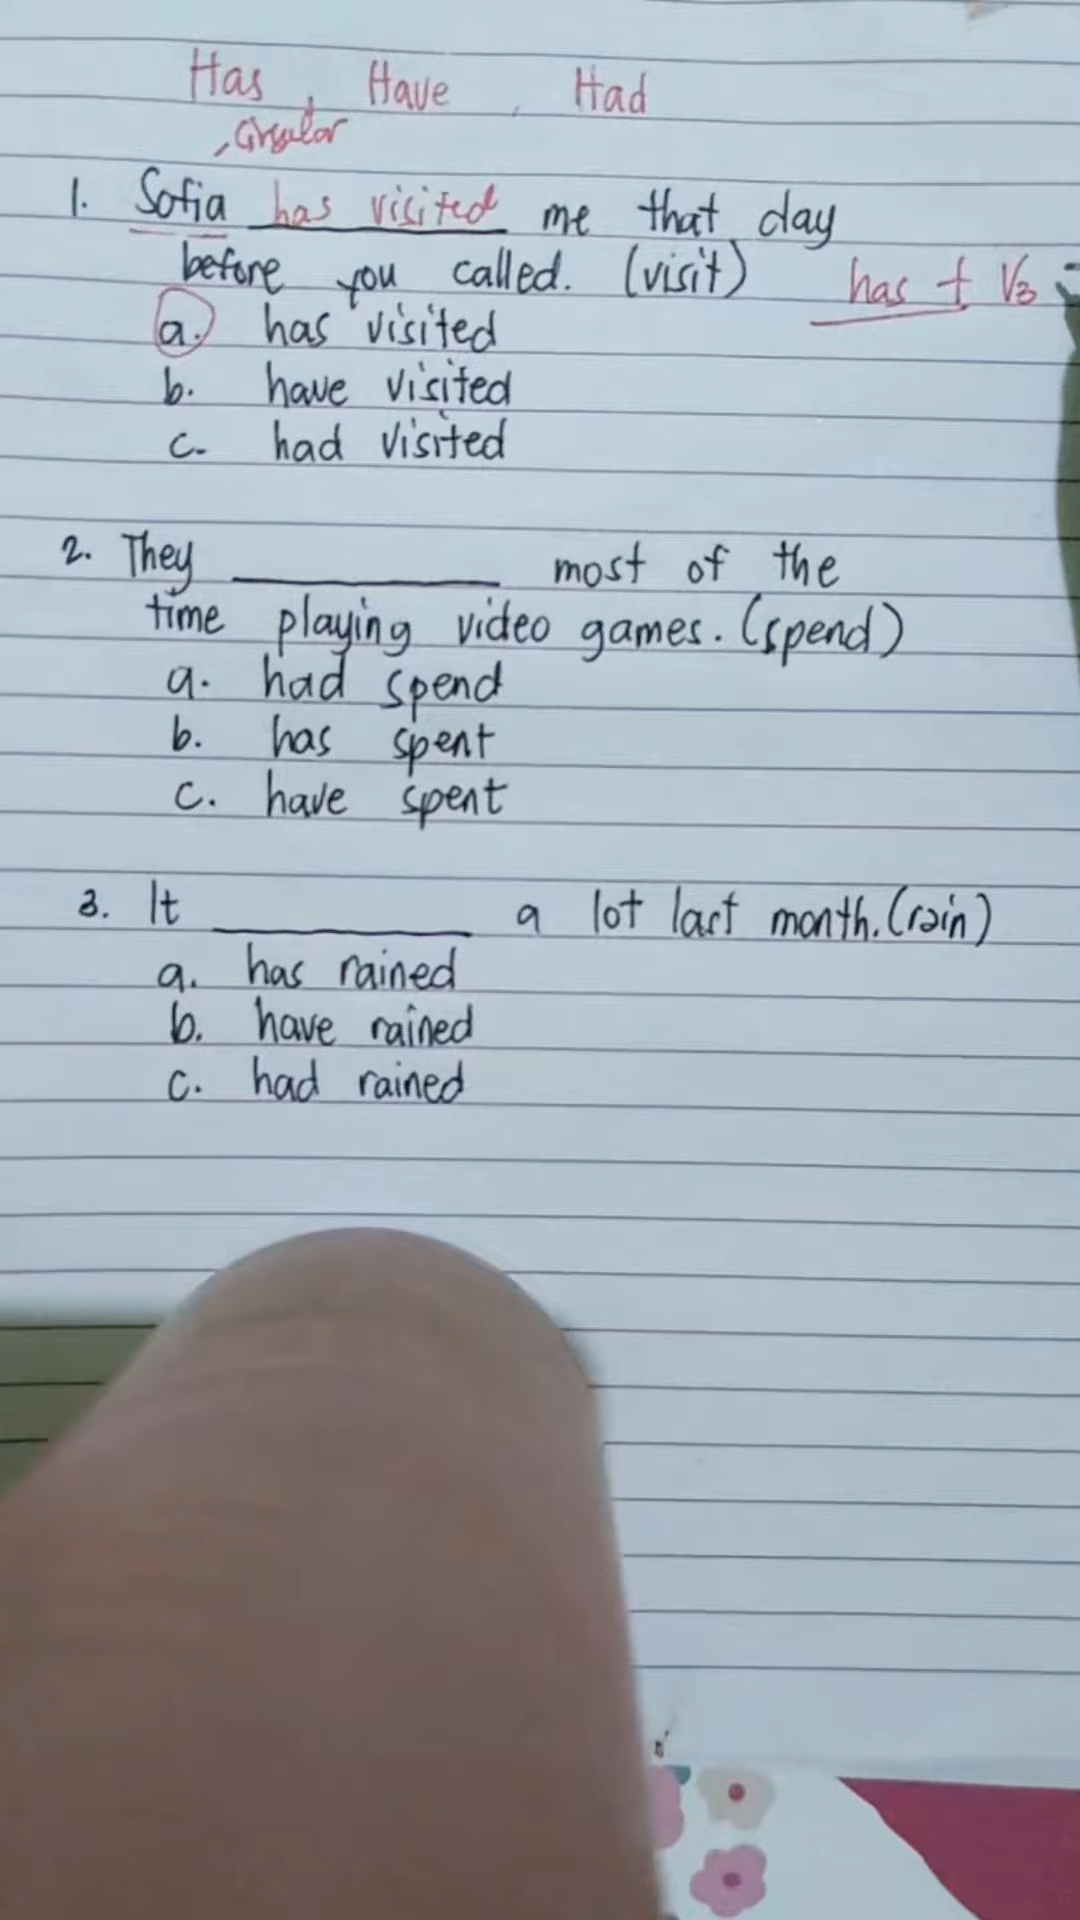 Has , Have , Had
, singular
1. Sofia has visited me that day
before you called. (visit) has + V3
a. has visited
b. have visited
c. had visited
2. They __________ most of the
time playing video games. (spend)
a. had spend
b. has spent
c. have spent
3. It __________ a lot last month. (rain)
a. has rained
b. have rained
c. had rained